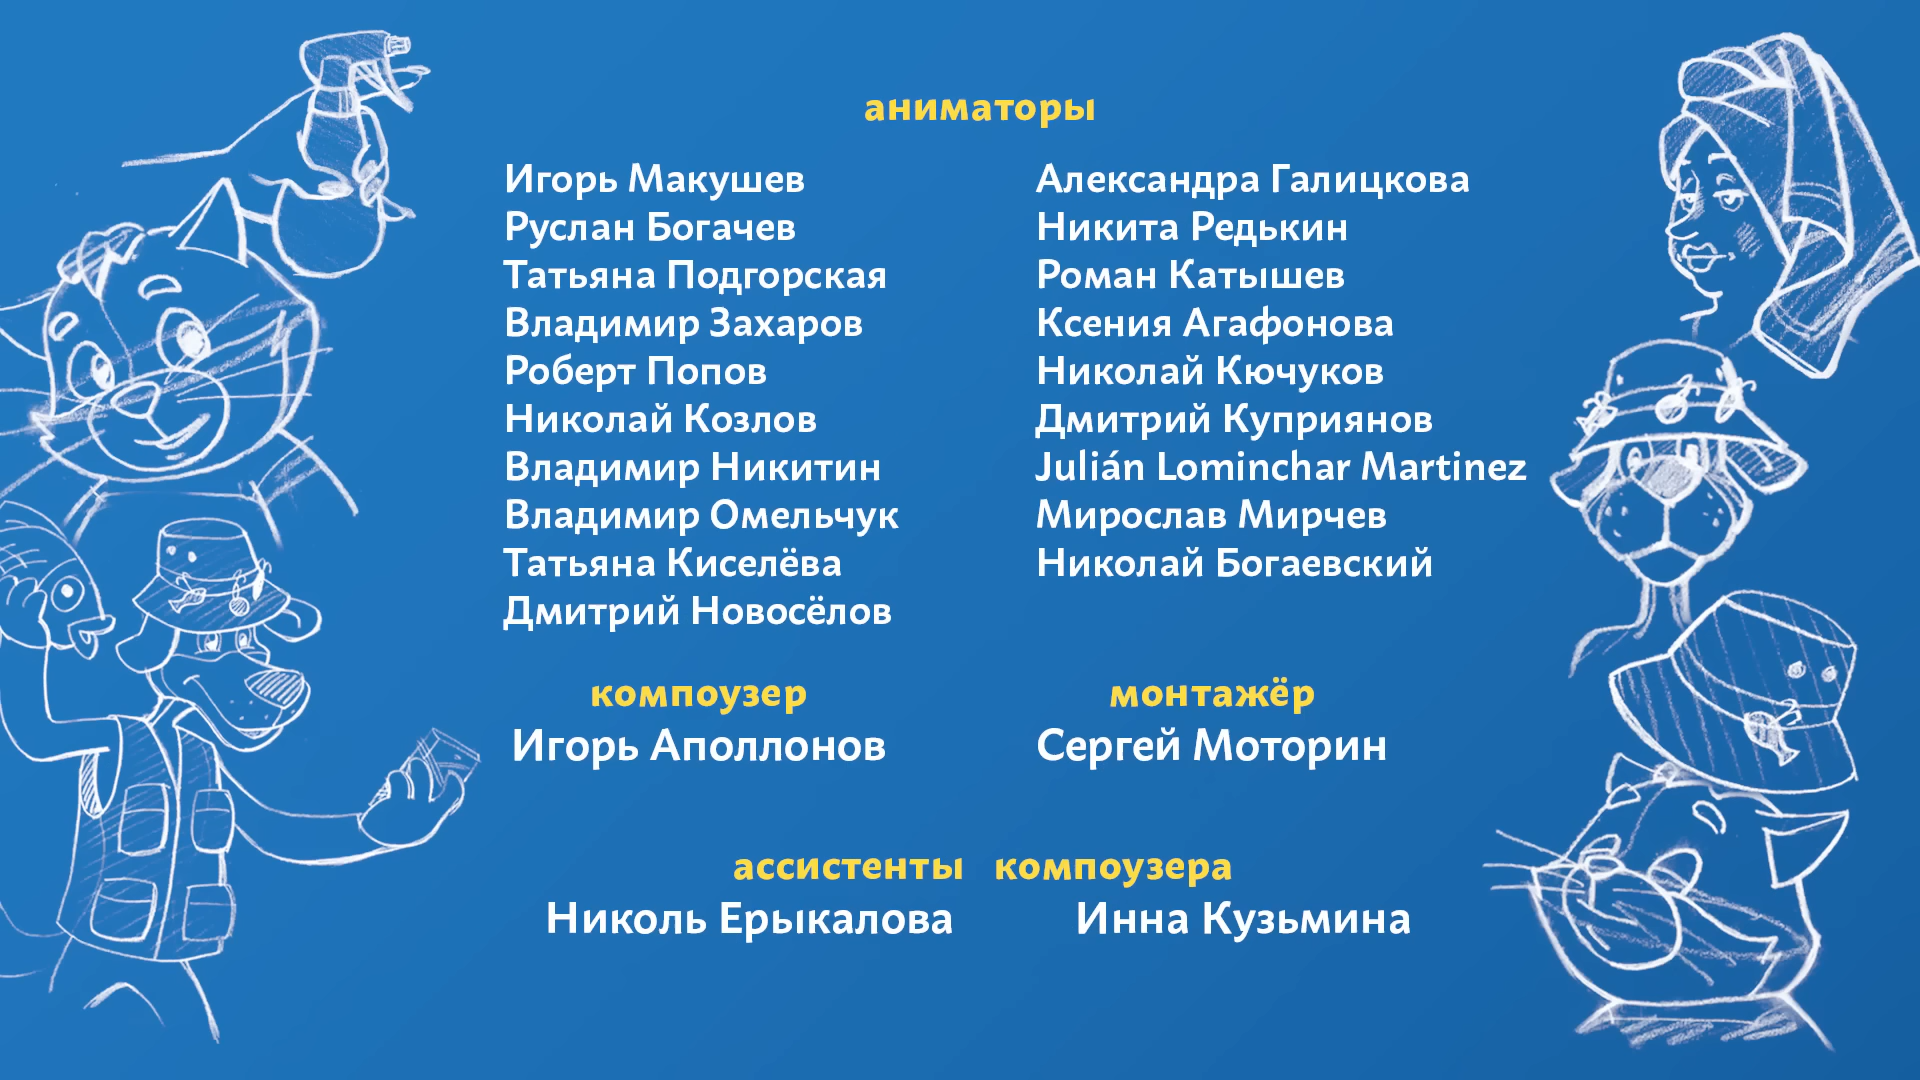 аниматоры
Игорь Макушев
Руслан Богачев
Татьяна Подгорская
Владимир Захаров
Роберт Попов
Николай Козлов
Владимир Никитин
Владимир Омельчук
Татьяна Киселёва
Дмитрий Новосёлов
Александра Галицкова
Никита Редькин
Роман Катышев
Ксения Агафонова
Николай Кючуков
Дмитрий Куприянов
Julián Lominchar Martinez
Мирослав Мирчев
Николай Богаевский
компоузер
Игорь Аполлонов
монтажёр
Сергей Моторин
ассистенты компоузера
Николь Ерыкалова
Инна Кузьмина